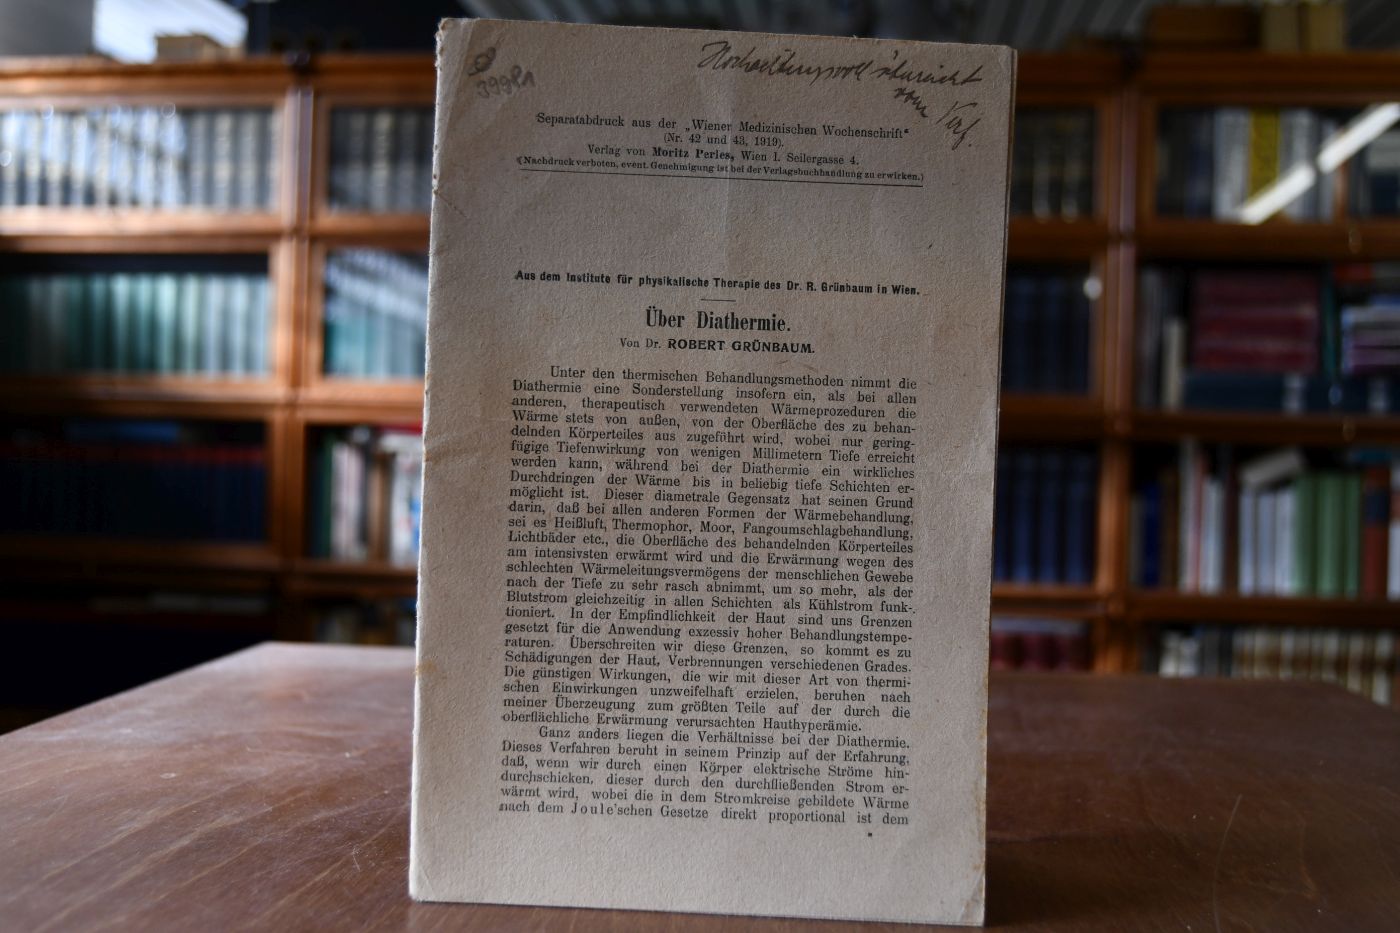 Hochachtungsvoll überreicht
vom Verf.
Separatabdruck aus der „Wiener Medizinischen Wochenschrift“
(Nr. 42 und 43, 1919).
Verlag von Moritz Perles, Wien I. Seilergasse 4.
(Nachdruck verboten, event. Genehmigung ist bei der Verlagsbuchhandlung zu erwirken.)
Aus dem Institute für physikalische Therapie des Dr. R. Grünbaum in Wien.
Über Diathermie.
Von Dr. ROBERT GRÜNBAUM.
Unter den thermischen Behandlungsmethoden nimmt die
Diathermie eine Sonderstellung insofern ein, als bei allen
anderen, therapeutisch verwendeten Wärmeprozeduren die
Wärme stets von außen, von der Oberfläche des zu behan-
delnden Körperteiles aus zugeführt wird, wobei nur gering-
fügige Tiefenwirkung von wenigen Millimetern Tiefe erreicht
werden kann, während bei der Diathermie ein wirkliches
Durchdringen der Wärme bis in beliebig tiefe Schichten er-
möglicht ist. Dieser diametrale Gegensatz hat seinen Grund
darin, daß bei allen anderen Formen der Wärmebehandlung,
sei es Heißluft, Thermophor, Moor, Fangoumschlagbehandlung,
Lichtbäder etc., die Oberfläche des behandelnden Körperteiles
am intensivsten erwärmt wird und die Erwärmung wegen des
schlechten Wärmeleitungsvermögens der menschlichen Gewebe
nach der Tiefe zu sehr rasch abnimmt, um so mehr, als der
Blutstrom gleichzeitig in allen Schichten als Kühlstrom funk-
tioniert. In der Empfindlichkeit der Haut sind uns Grenzen
gesetzt für die Anwendung exzessiv hoher Behandlungstempe-
raturen. Überschreiten wir diese Grenzen, so kommt es zu
Schädigungen der Haut, Verbrennungen verschiedenen Grades.
Die günstigen Wirkungen, die wir mit dieser Art von thermi-
schen Einwirkungen unzweifelhaft erzielen, beruhen nach
meiner Überzeugung zum größten Teile auf der durch die
oberflächliche Erwärmung verursachten Hauthyperämie.
Ganz anders liegen die Verhältnisse bei der Diathermie.
Dieses Verfahren beruht in seinem Prinzip auf der Erfahrung,
daß, wenn wir durch einen Körper elektrische Ströme hin-
durchschicken, dieser durch den durchfließenden Strom er-
wärmt wird, wobei die in dem Stromkreise gebildete Wärme
nach dem Joule'schen Gesetze direkt proportional ist dem